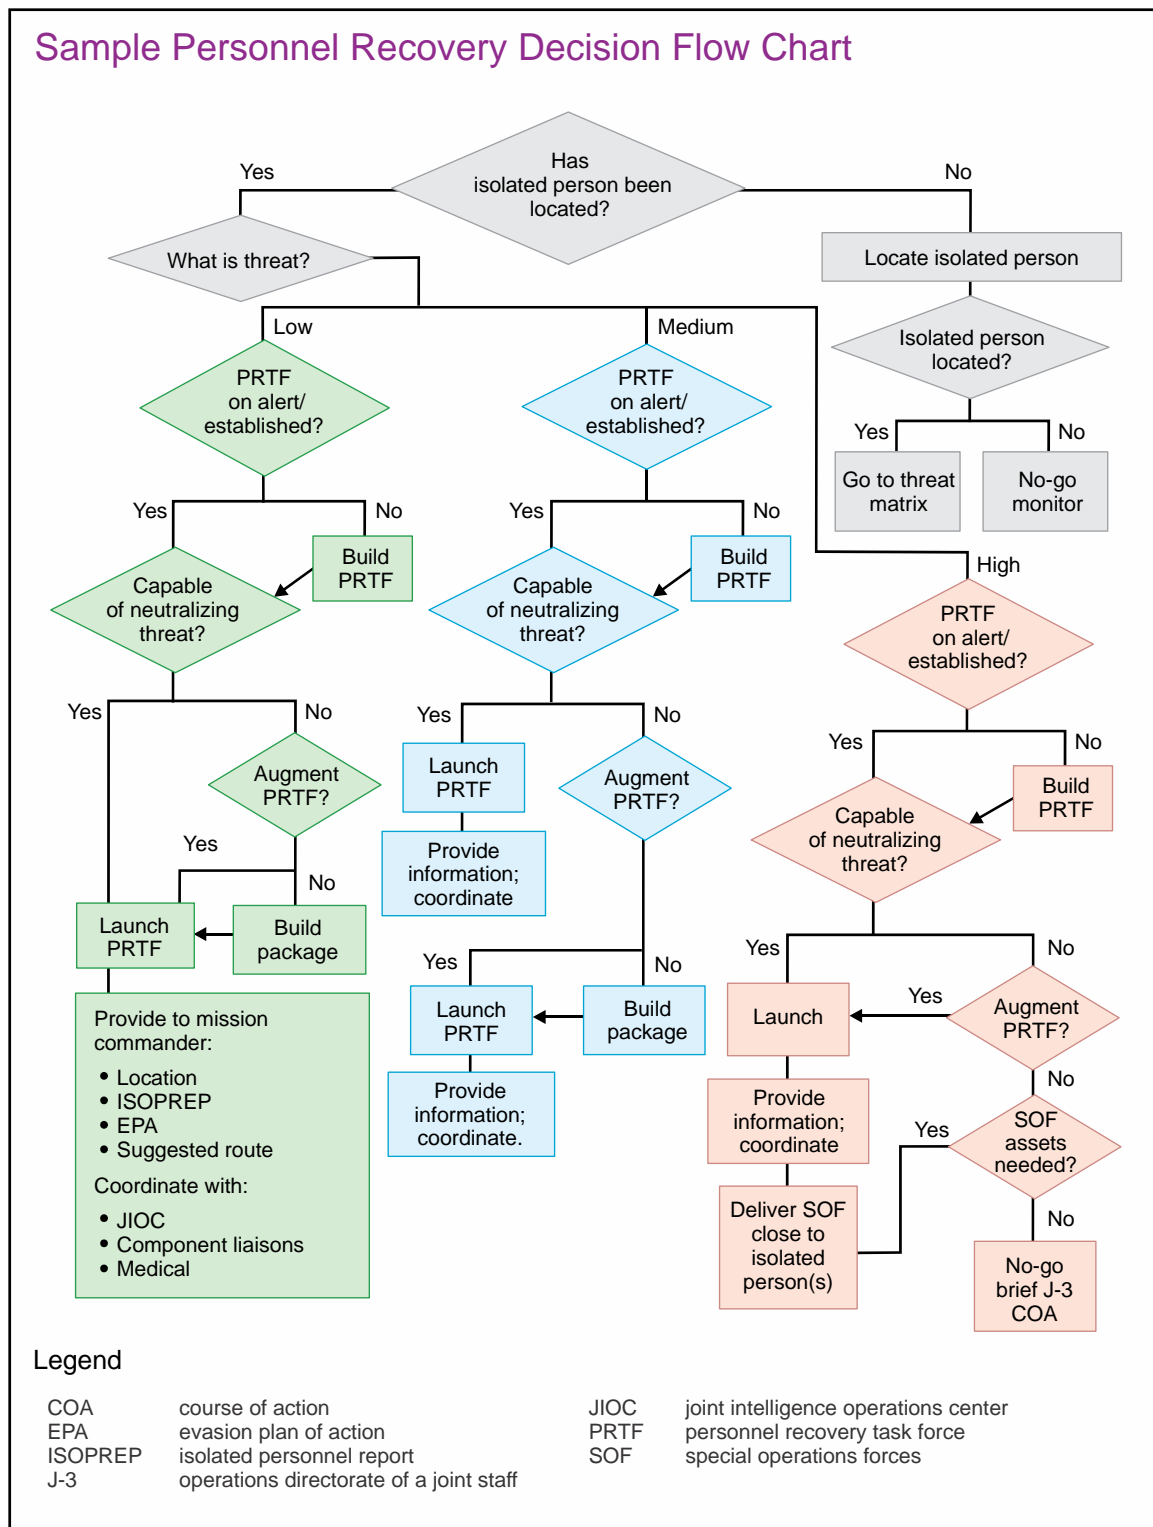 Sample Personnel Recovery Decision Flow Chart
Has
isolated person been
located?
Yes
No
What is threat?
Locate isolated person
Isolated person
located?
Yes
No
Go to threat
matrix
No-go
monitor
Low
Medium
High
PRTF
on alert/
established?
Yes
No
Build
PRTF
Capable
of neutralizing
threat?
Yes
No
Augment
PRTF?
Yes
No
Launch
PRTF
Build
package
Provide to mission
commander:
• Location
• ISOPREP
• EPA
• Suggested route
Coordinate with:
• JIOC
• Component liaisons
• Medical
PRTF
on alert/
established?
Yes
No
Build
PRTF
Capable
of neutralizing
threat?
Yes
No
Launch
PRTF
Augment
PRTF?
Provide
information;
coordinate
Yes
No
Launch
PRTF
Build
package
Provide
information;
coordinate.
PRTF
on alert/
established?
Yes
No
Build
PRTF
Capable
of neutralizing
threat?
Yes
No
Launch
Yes
Augment
PRTF?
No
Provide
information;
coordinate
Yes
SOF
assets
needed?
Deliver SOF
close to
isolated
person(s)
No
No-go
brief J-3
COA
Legend
COA course of action
EPA evasion plan of action
ISOPREP isolated personnel report
J-3 operations directorate of a joint staff
JIOC joint intelligence operations center
PRTF personnel recovery task force
SOF special operations forces